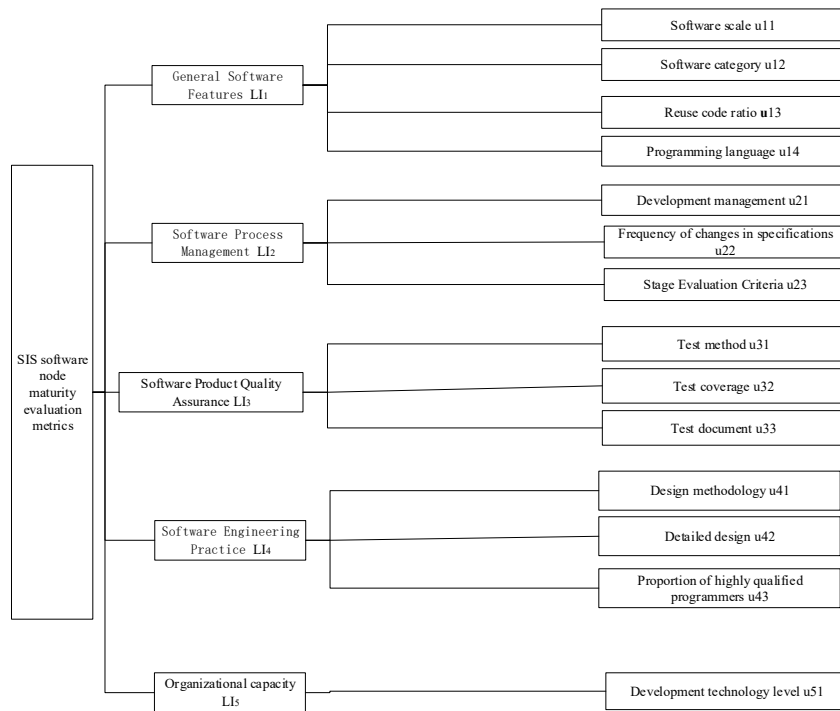 Software scale u11
Software category u12
General Software
Features LI1
Reuse code ratio u13
Programming language u14
Development management u21
Software Process
Management LI2
Frequency of changes in specifications
u22
Stage Evaluation Criteria u23
SIS software
node
maturity
evaluation
metrics
Test method u31
Software Product Quality
Assurance LI3
Test coverage u32
Test document u33
Design methodology u41
Software Engineering
Practice LI4
Detailed design u42
Proportion of highly qualified
programmers u43
Organizational capacity
LI5
Development technology level u51